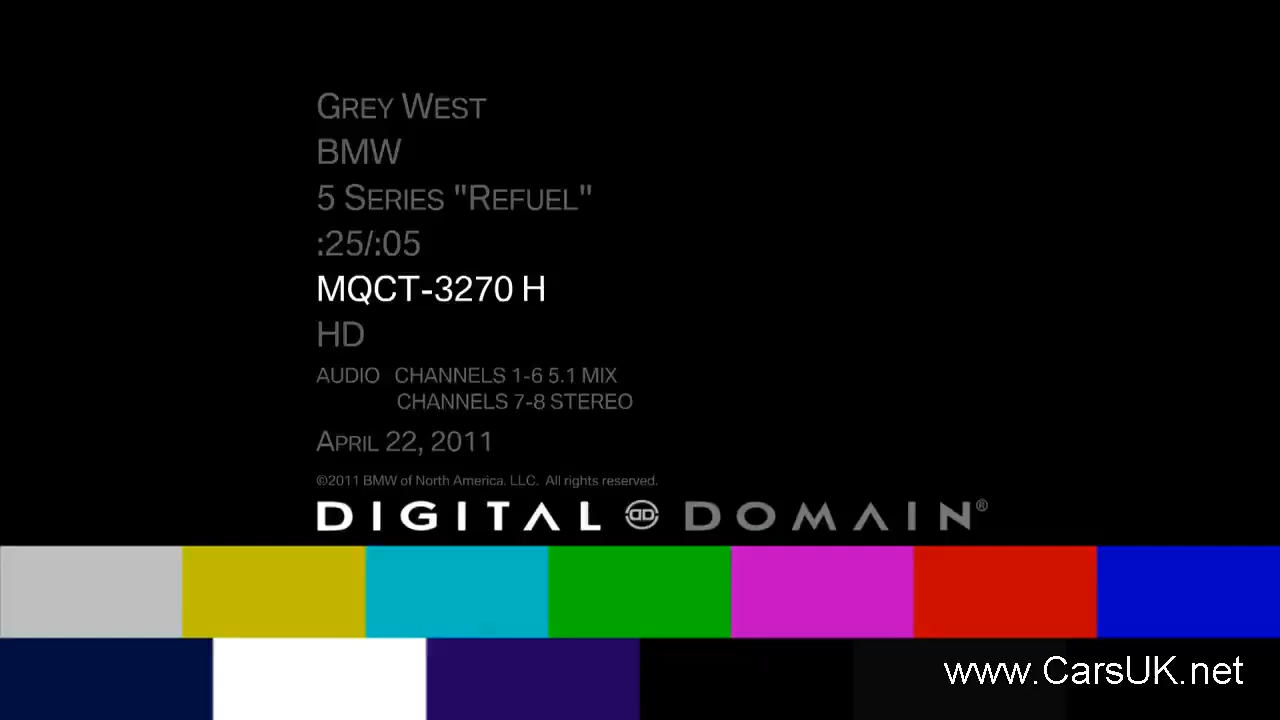 GREY WEST
BMW
5 SERIES "REFUEL"
:25/:05
MQCT-3270 H
HD
AUDIO CHANNELS 1-6 5.1 MIX
CHANNELS 7-8 STEREO
APRIL 22, 2011
©2011 BMW of North America. LLC. All rights reserved.
DIGITAL DD DOMAIN®
www.CarsUK.net